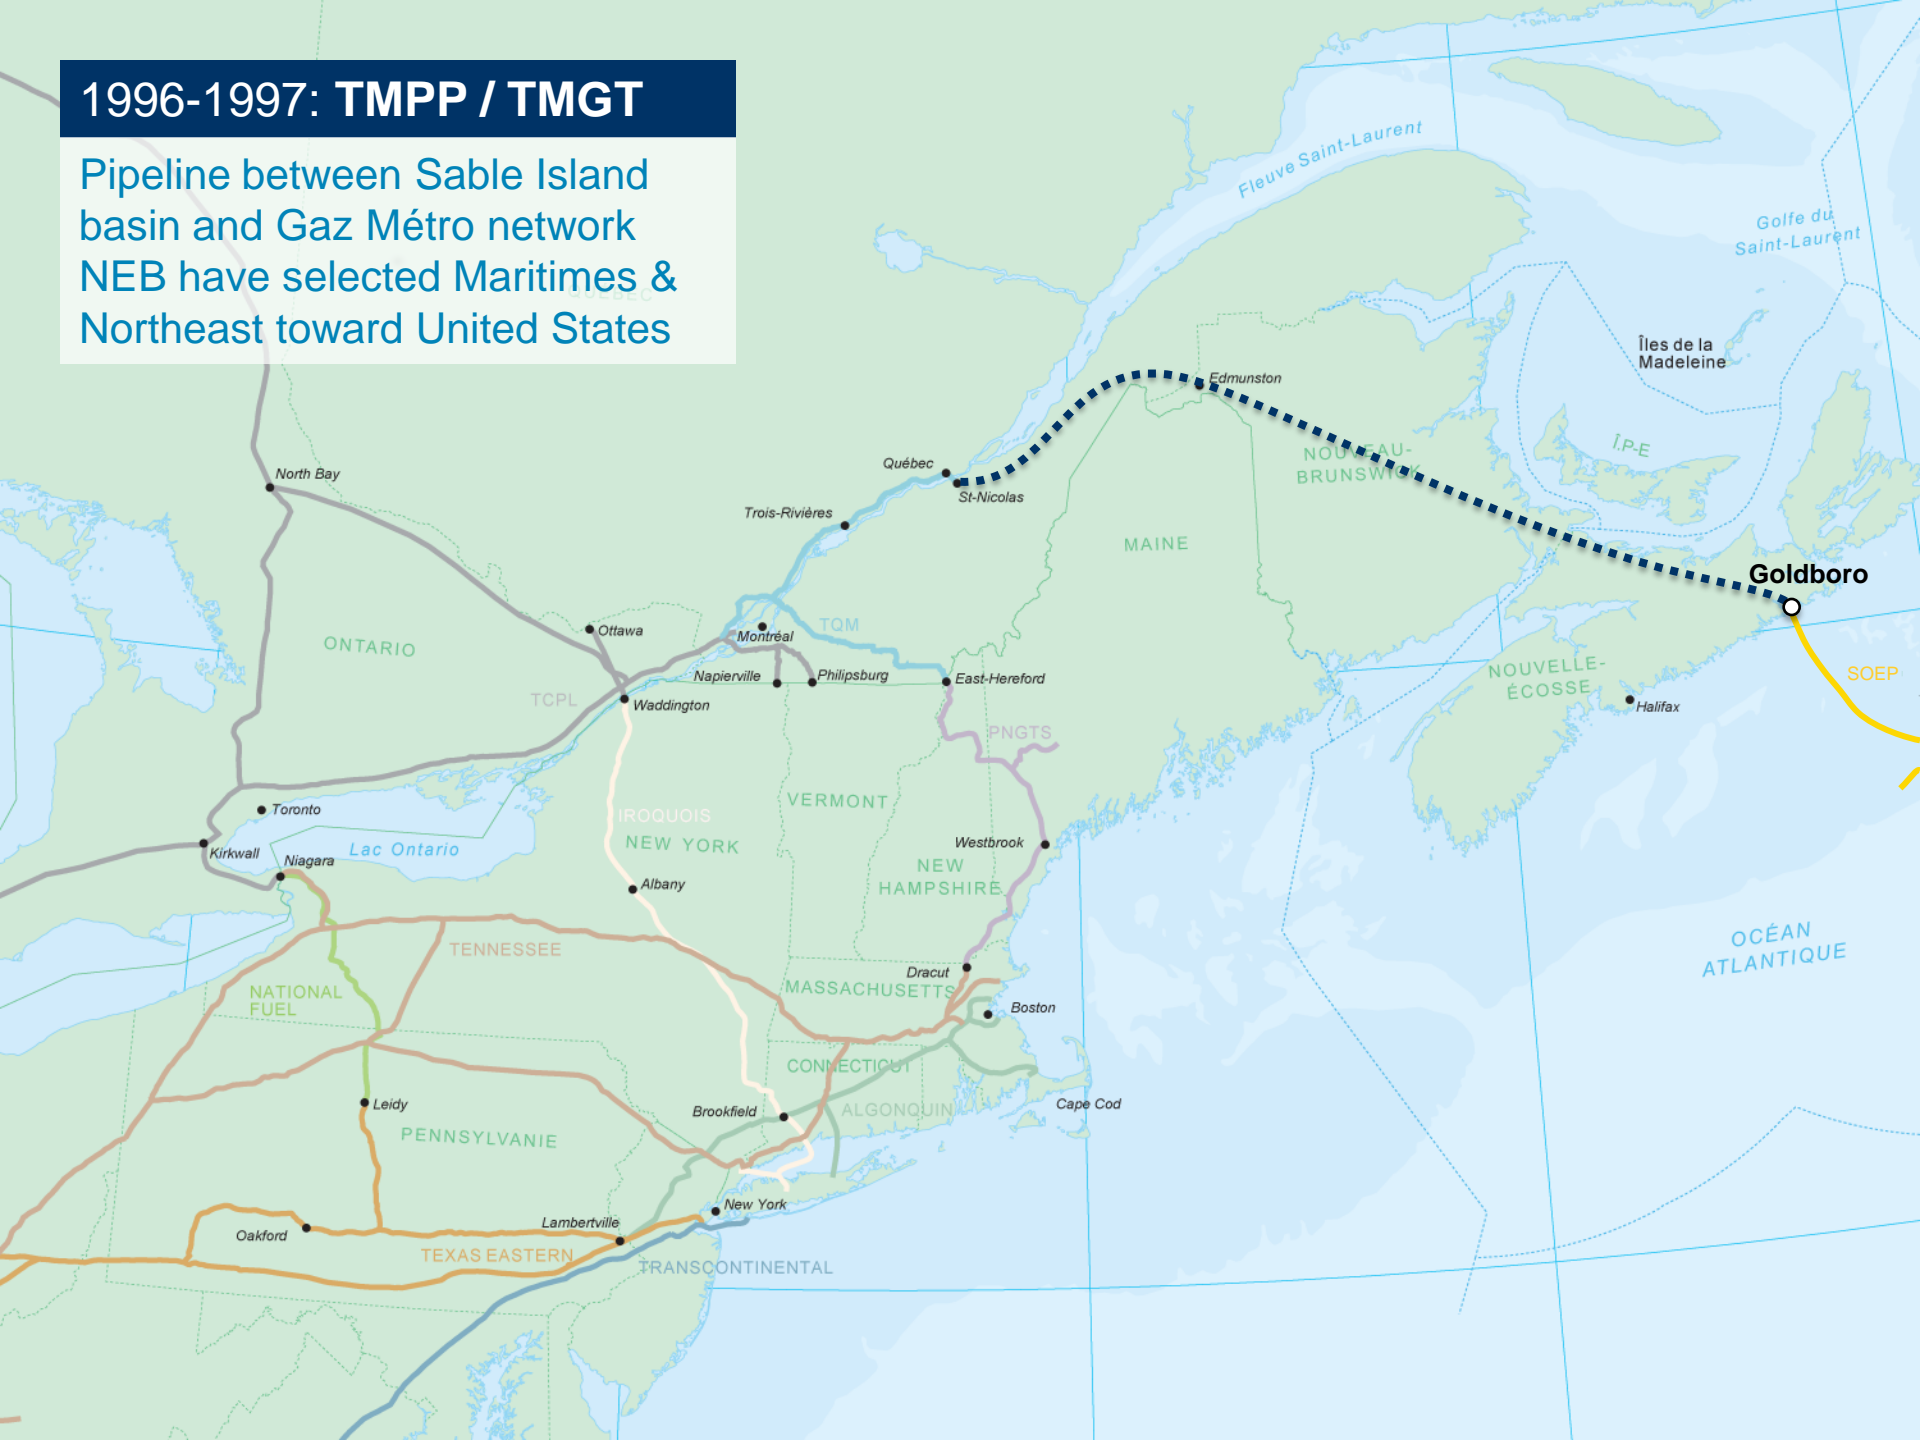 1996-1997: TMPP / TMGT
Pipeline between Sable Island
basin and Gaz Métro network
NEB have selected Maritimes &
Northeast toward United States
QUÉBEC
Fleuve Saint-Laurent
Golfe du
Saint-Laurent
Îles de la
Madeleine
Edmunston
Î.P-E
NOUVEAU-
BRUNSWICK
Québec
St-Nicolas
North Bay
Trois-Rivières
MAINE
Goldboro
Ottawa
Montréal
TQM
ONTARIO
Napierville
Philipsburg
East-Hereford
NOUVELLE-
ÉCOSSE
SOEP
TCPL
Waddington
Halifax
PNGTS
VERMONT
Toronto
IROQUOIS
NEW YORK
Westbrook
Kirkwall
Lac Ontario
Niagara
NEW
HAMPSHIRE
Albany
TENNESSEE
OCÉAN
ATLANTIQUE
Dracut
NATIONAL
FUEL
MASSACHUSETTS
Boston
CONNECTICUT
Leidy
Brookfield
ALGONQUIN
Cape Cod
PENNSYLVANIE
New York
Oakford
Lambertville
TEXAS EASTERN
TRANSCONTINENTAL